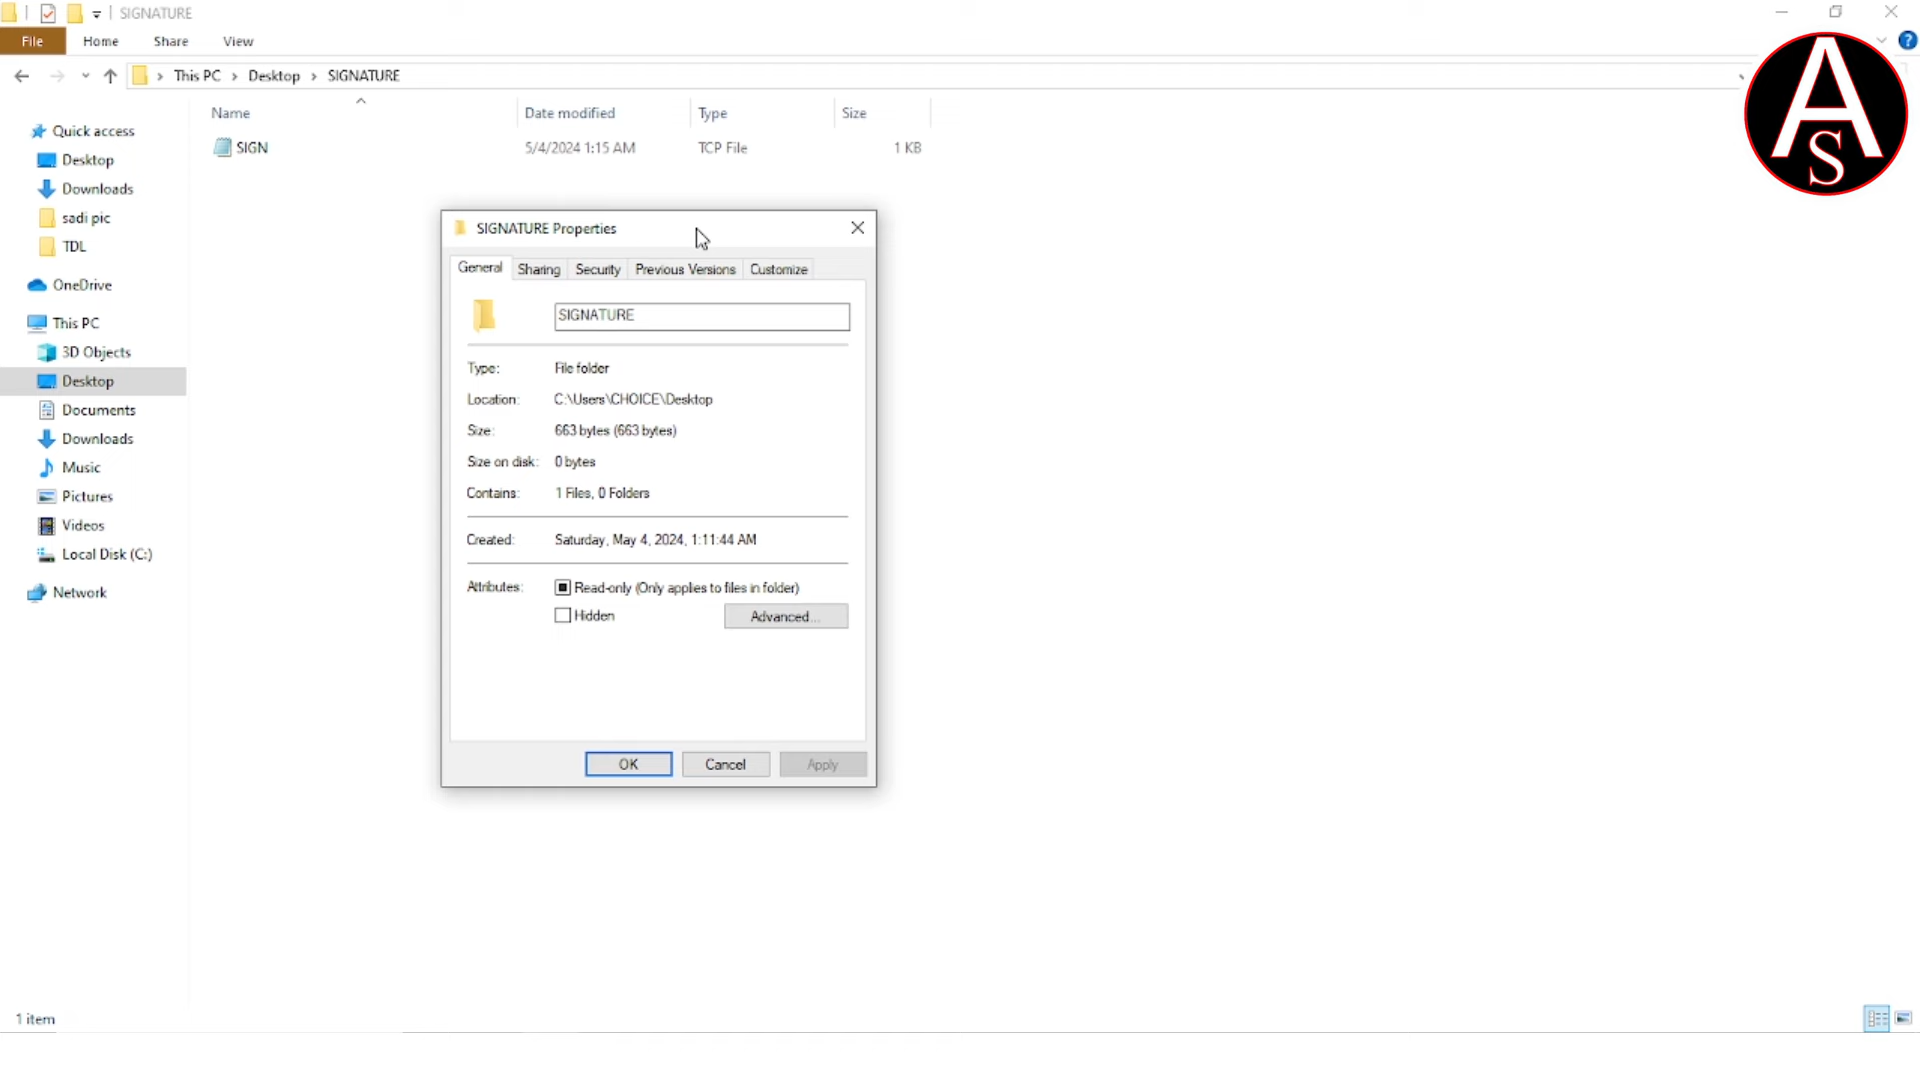 SIGNATURE
File Home Share View
This PC Desktop SIGNATURE
Name Date modified Type Size
SIGN 5/4/2024 1:15 AM TCP File 1 KB
Quick access
Desktop
Downloads
sadi pic
TDL
OneDrive
This PC
3D Objects
Desktop
Documents
Downloads
Music
Pictures
Videos
Local Disk (C:)
Network
SIGNATURE Properties
General Sharing Security Previous Versions Customize
SIGNATURE
Type: File folder
Location: C:\Users\CHOICE\Desktop
Size: 663 bytes (663 bytes)
Size on disk: 0 bytes
Contains: 1 Files, 0 Folders
Created: Saturday, May 4, 2024, 1:11:44 AM
Attributes: Read-only (Only applies to files in folder)
Hidden Advanced...
OK Cancel Apply
1 item
AS